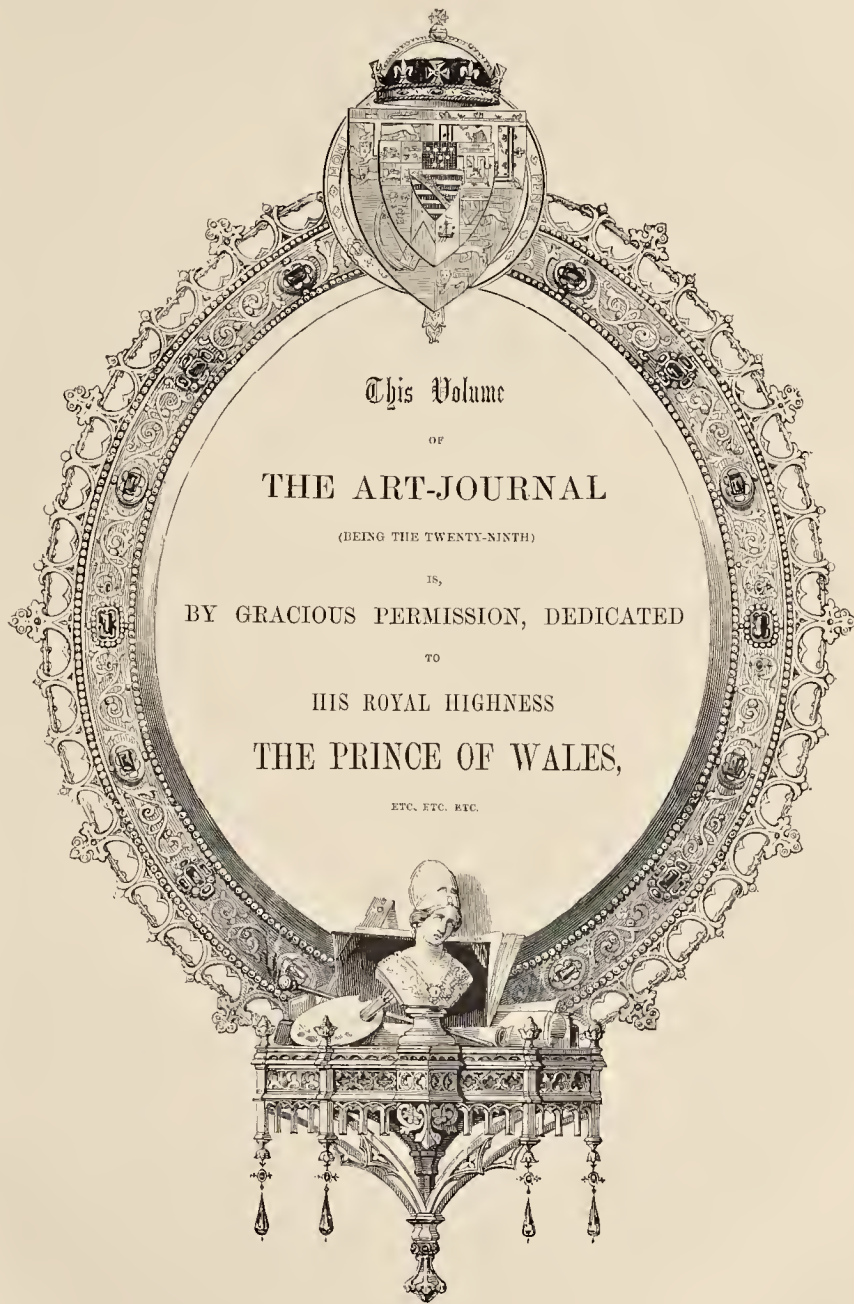 This Volume
OF
THE ART-JOURNAL
(BEING THE TWENTY-NINTH)
IS,
BY GRACIOUS PERMISSION, DEDICATED
TO
HIS ROYAL HIGHNESS
THE PRINCE OF WALES,
ETC. ETC. ETC.